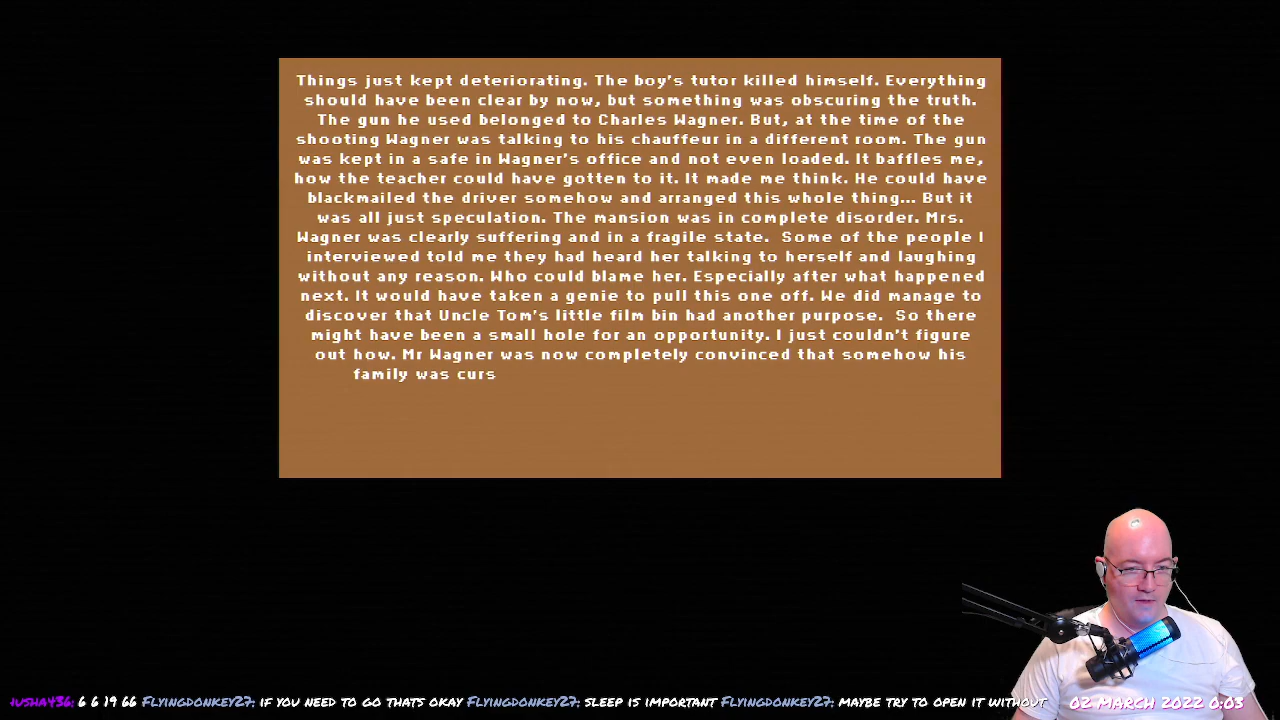 Things just kept deteriorating. The boy's tutor killed himself. Everything
should have been clear by now, but something was obscuring the truth.
The gun he used belonged to Charles Wagner. But, at the time of the
shooting Wagner was talking to his chauffeur in a different room. The gun
was kept in a safe in Wagner's office and not even loaded. It baffles me,
how the teacher could have gotten to it. It made me think. He could have
blackmailed the driver somehow and arranged this whole thing... But it
was all just speculation. The mansion was in complete disorder. Mrs.
Wagner was clearly suffering and in a fragile state.  Some of the people I
interviewed told me they had heard her talking to herself and laughing
without any reason. Who could blame her. Especially after what happened
next. It would have taken a genie to pull this one off. We did manage to
discover that Uncle Tom's little film bin had another purpose.  So there
might have been a small hole for an opportunity. I just couldn't figure
out how. Mr Wagner was now completely convinced that somehow his
family was curs
6 6 19 66 FLYINGDONKEY27: IF YOU NEED TO GO THATS OKAY FLYINGDONKEY27: SLEEP IS IMPORTANT FLYINGDONKEY27: MAYBE TRY TO OPEN IT WITHOUT
02 MARCH 2022 0:03